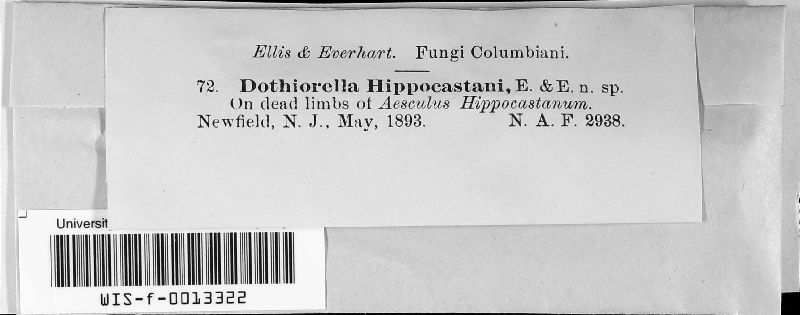 Ellis & Everhart. Fungi Columbiani.
72. Dothiorella Hippocastani, E. & E. n. sp.
On dead limbs of Aesculus Hippocastanum.
Newfield, N. J., May, 1893. N. A. F. 2938.
Universit
WIS-f-0013322